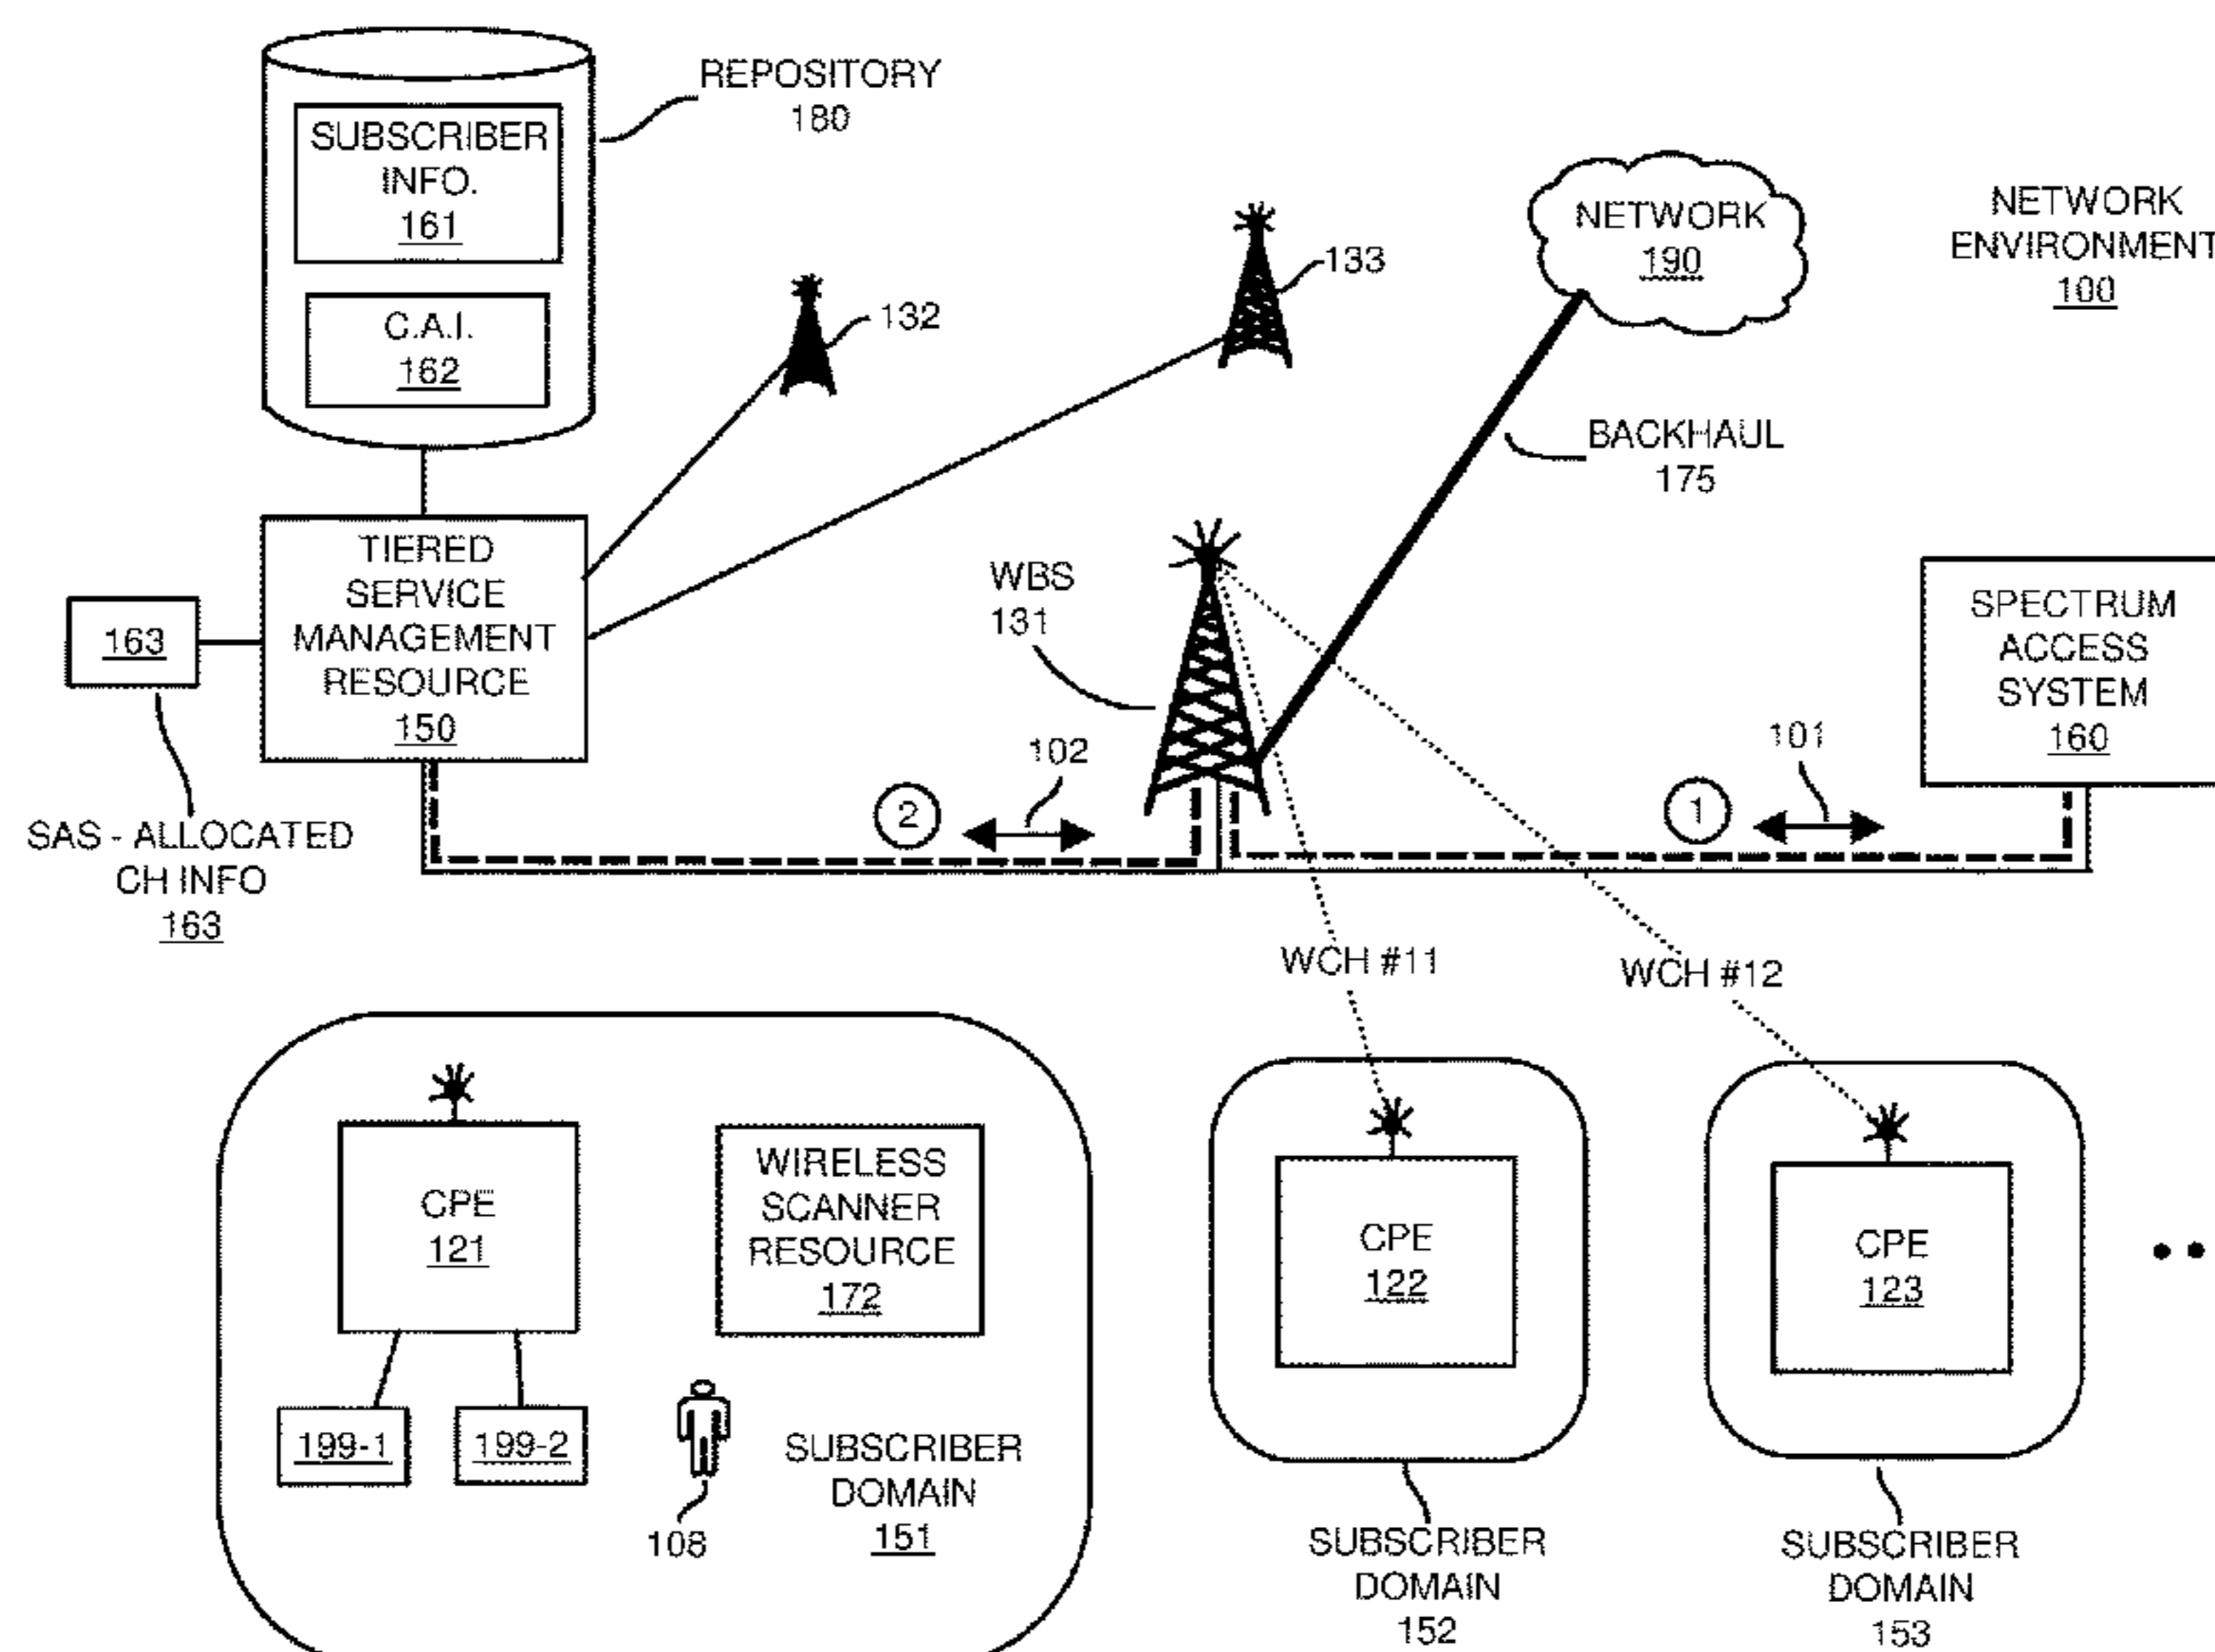 REPOSITORY
180
SUBSCRIBER
INFO.
161
C.A.I.
162
132
133
NETWORK
190
NETWORK
ENVIRONMENT
100
BACKHAUL
175
TIERED
SERVICE
MANAGEMENT
RESOURCE
150
163
SAS - ALLOCATED
CH INFO
163
WBS
131
SPECTRUM
ACCESS
SYSTEM
160
2
102
1
101
WCH #11
WCH #12
CPE
121
WIRELESS
SCANNER
RESOURCE
172
199-1
199-2
108
SUBSCRIBER
DOMAIN
151
CPE
122
SUBSCRIBER
DOMAIN
152
CPE
123
SUBSCRIBER
DOMAIN
153